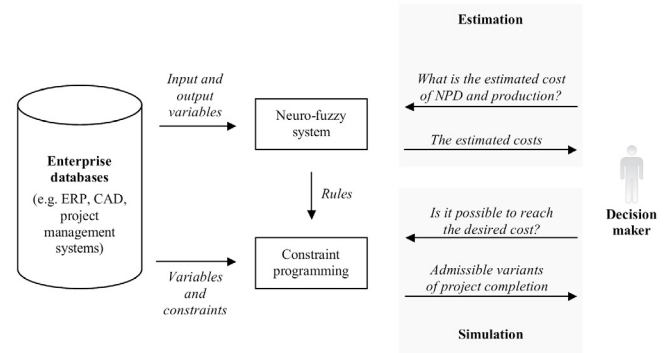 Estimation
Input and
output
variables
What is the estimated cost
of NPD and production?
Neuro-fuzzy
system
The estimated costs
Enterprise
databases
(e.g. ERP, CAD,
project
management
systems)
Rules
Is it possible to reach
the desired cost?
Decision
maker
Constraint
programming
Variables
and
constraints
Admissible variants
of project completion
Simulation